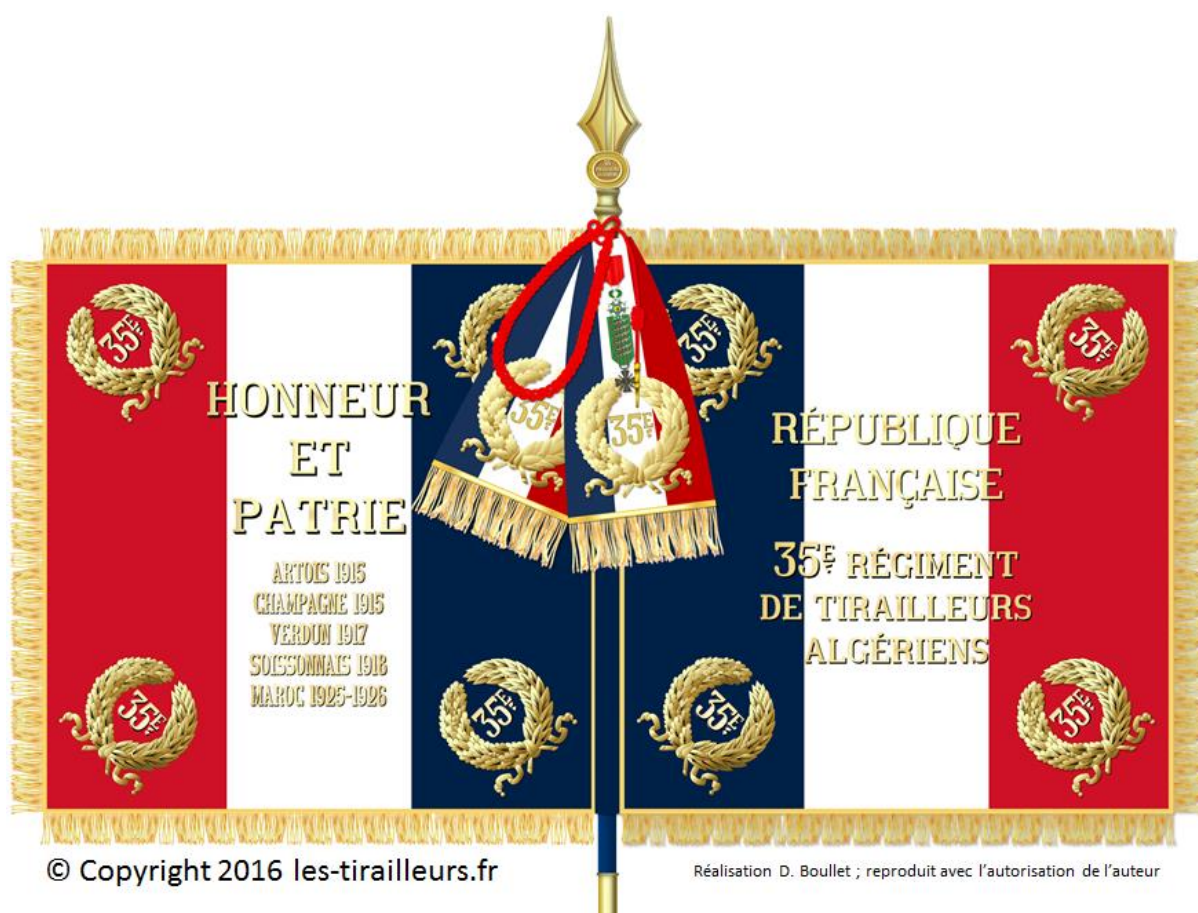 35E
HONNEUR
ET
PATRIE
ARTOIS 1915
CHAMPAGNE 1915
VERDUN 1917
SOISSONNAIS 1918
MAROC 1925-1926
35E
35E
35E
35E
35E
35E
RÉPUBLIQUE
FRANÇAISE
35E RÉGIMENT
DE TIRAILLEURS
ALGÉRIENS
35E
35E
35E
© Copyright 2016 les-tirailleurs.fr
Réalisation D. Boullet ; reproduit avec l'autorisation de l'auteur